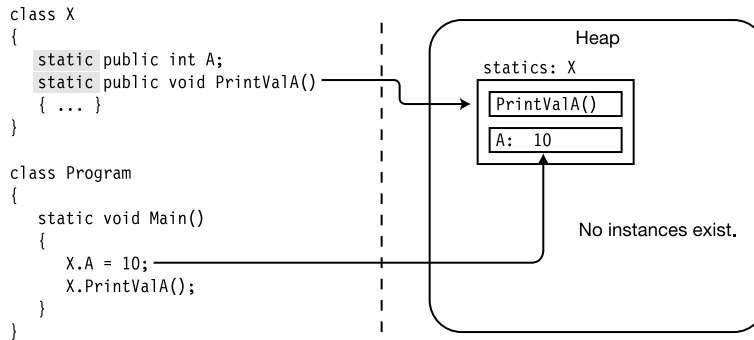 class X
{
static public int A;
static public void PrintValA()
{ ... }
}
class Program
{
static void Main()
{
X.A = 10;
X.PrintValA();
}
}
Heap
statics: X
PrintValA()
A: 10
No instances exist.